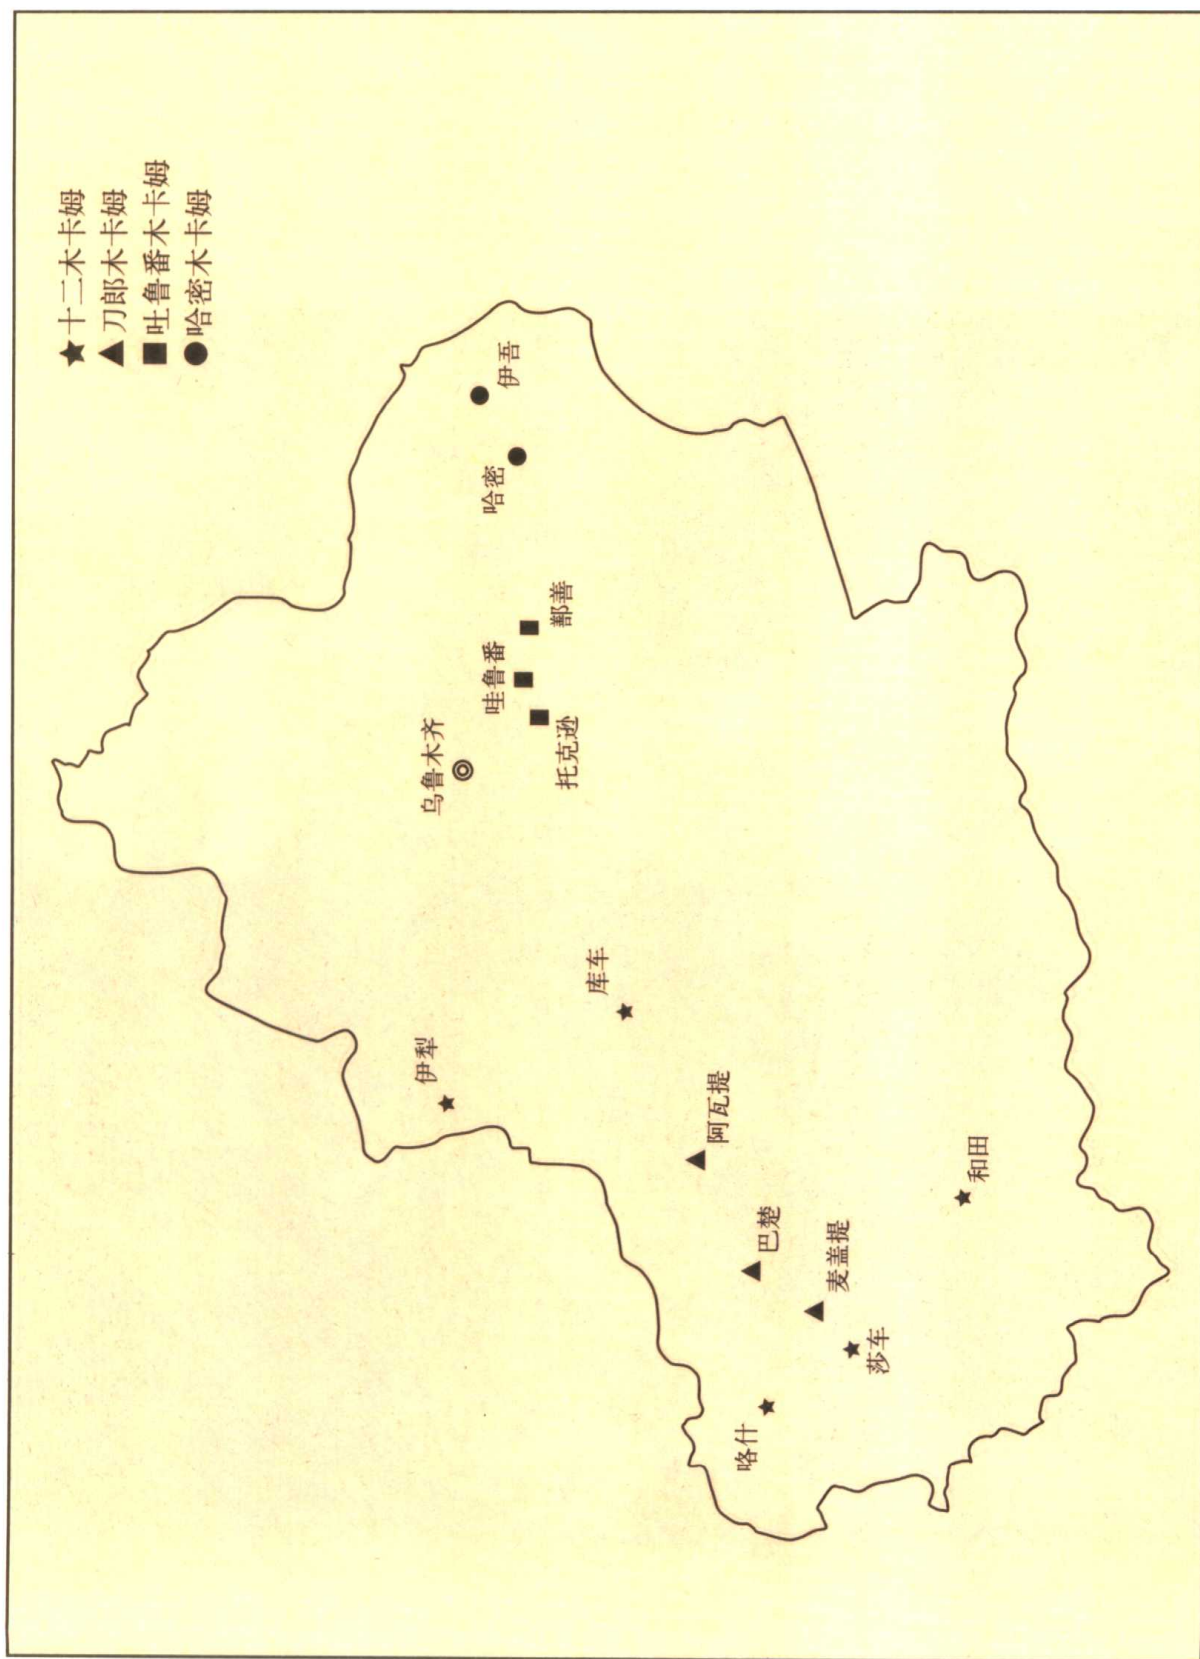 ★十二木卡姆
▲刀郎木卡姆
■吐鲁番木卡姆
●哈密木卡姆
伊吾
哈密
鄯善
哇鲁番
托克逊
乌鲁木齐
库车
伊犁
阿瓦提
巴楚
麦盖提
和田
莎车
喀什